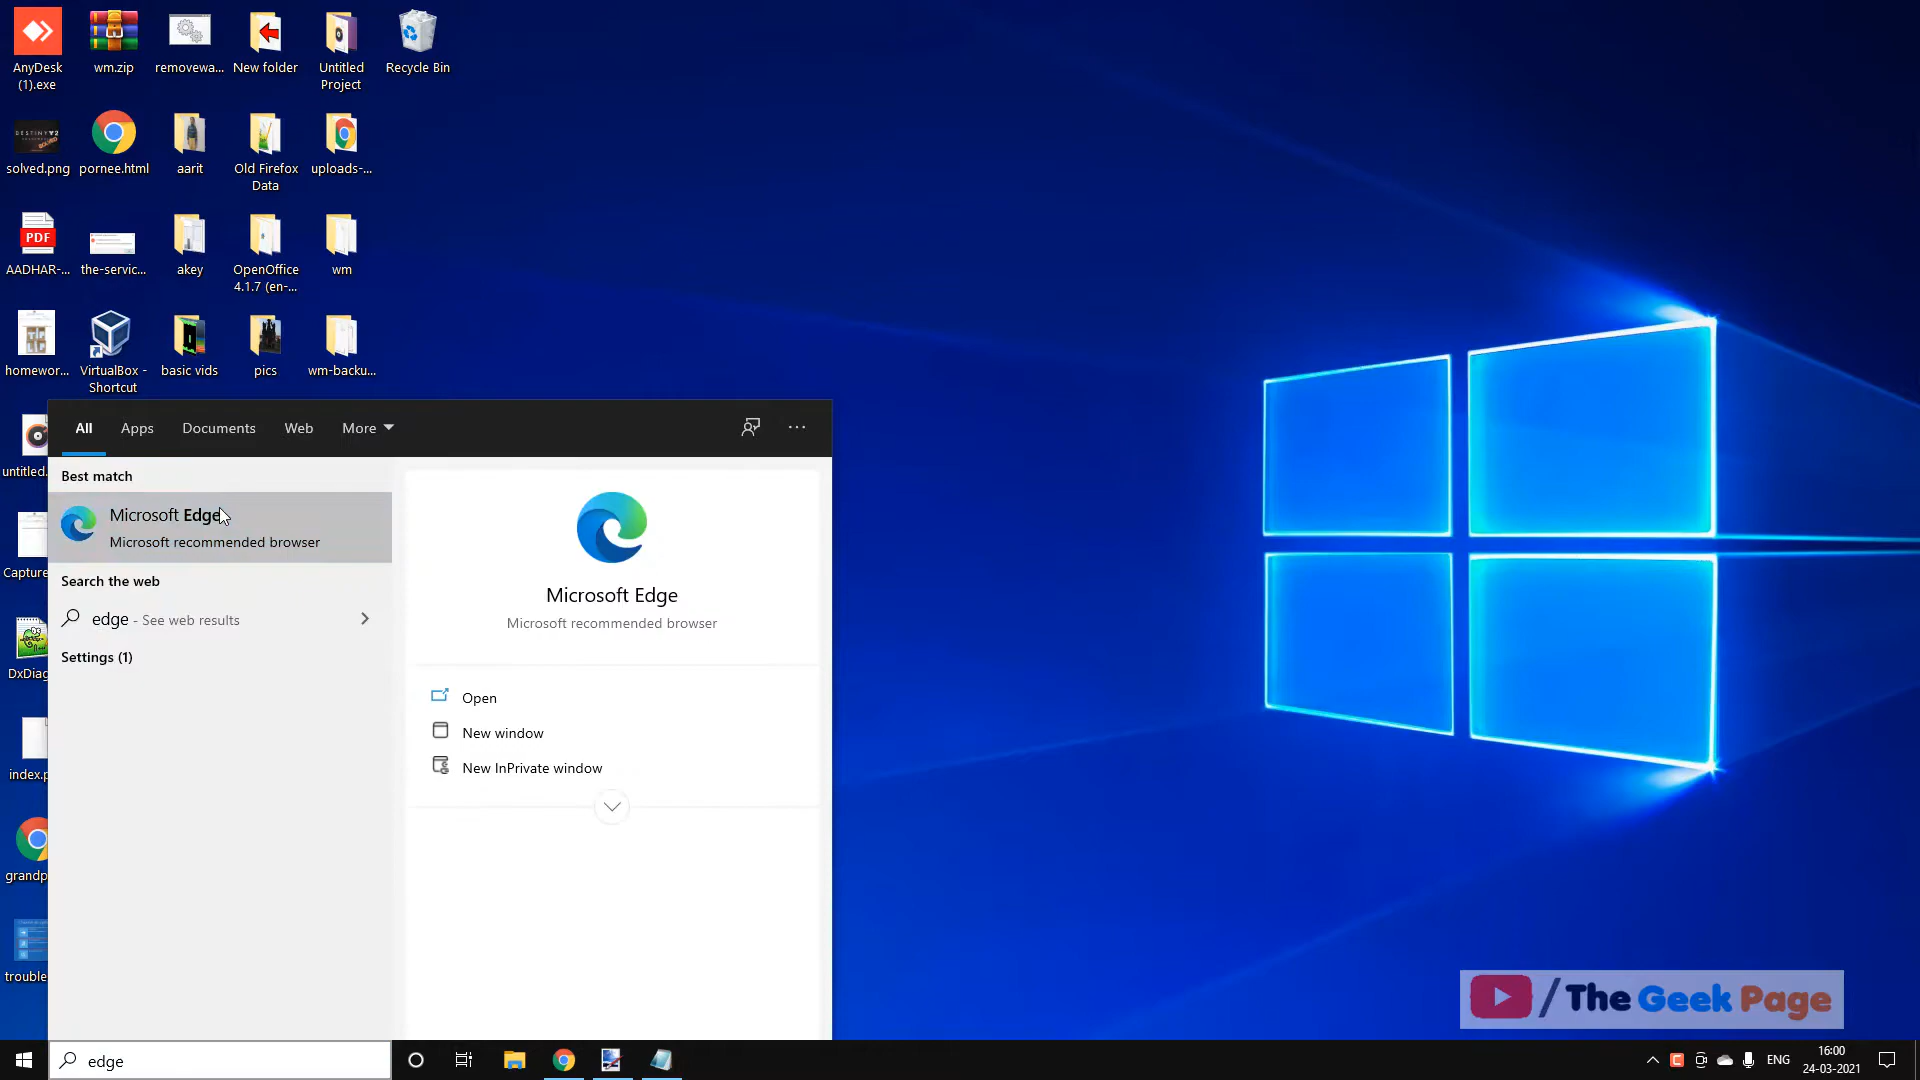 AnyDesk
(1).exe
wm.zip
removewa...
New folder
Untitled
Project
Recycle Bin
solved.png
pornee.html
aarit
Old Firefox
Data
uploads-...
PDF
AADHAR-...
the-servic...
akey
OpenOffice
4.1.7 (en-...
wm
homewor...
VirtualBox -
Shortcut
basic vids
pics
wm-backu...
untitled.
Capture
DxDiag
index.p
grandp
trouble
All
Apps
Documents
Web
More
Best match
Microsoft Edge
Microsoft recommended browser
Search the web
edge - See web results
Settings (1)
Microsoft Edge
Microsoft recommended browser
Open
New window
New InPrivate window
/The Geek Page
edge
ENG
16:00
24-03-2021